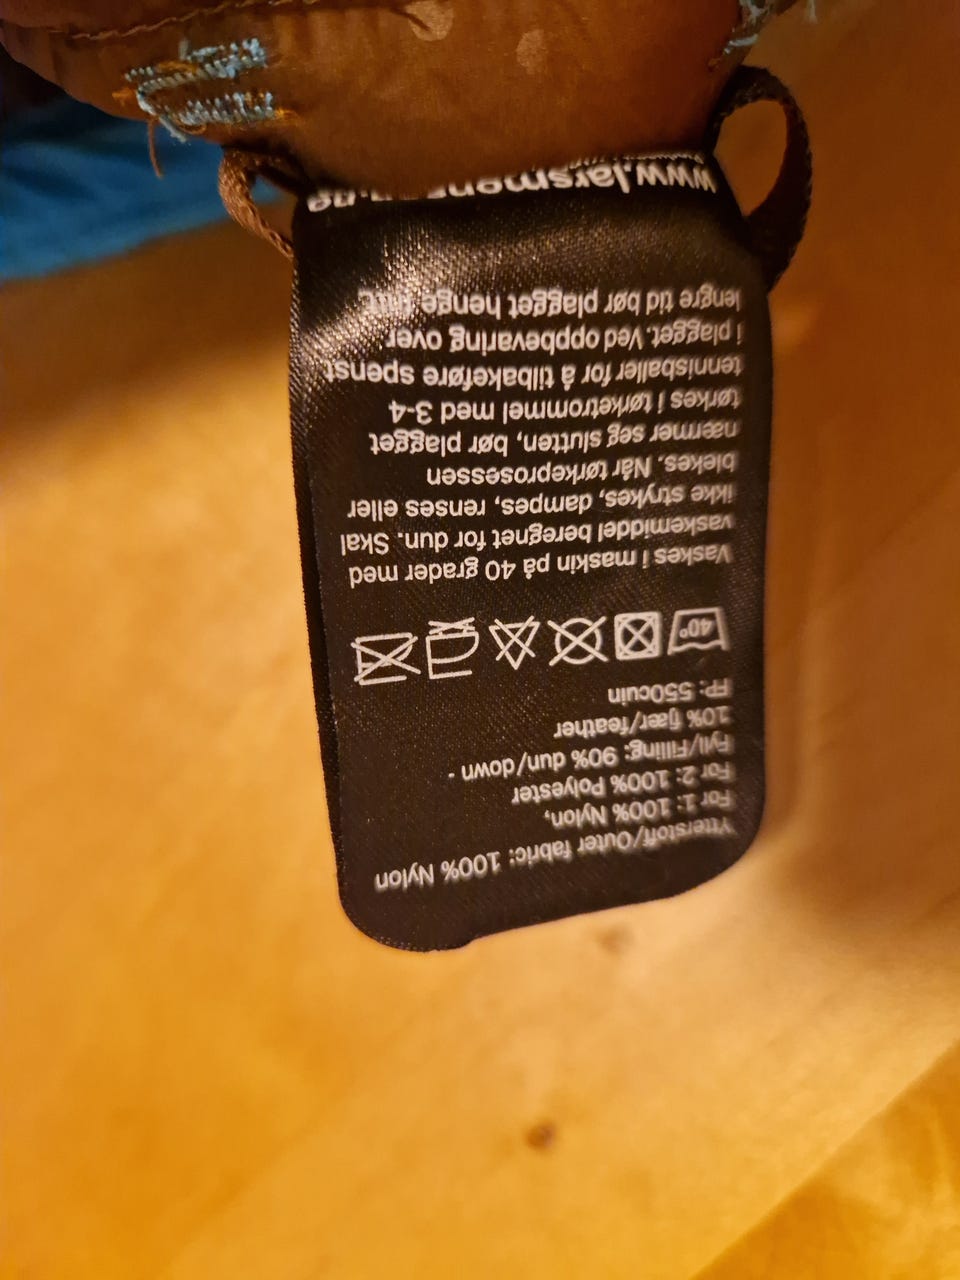 Ytterstoff/Outer fabric: 100% Nylon
For 1: 100% Nylon,
For 2: 100% Polyester
Fyll/Filling: 90% dun/down -
10% fjær/feather
FP: 550cuin
40°
Vaskes i maskin på 40 grader med
vaskemiddel beregnet for dun. Skal
ikke strykes, dampes, renses eller
blekes. Når tørkeprosessen
nærmer seg slutten, bør plagget
tørkes i tørketrommel med 3-4
tennisballer for å tilbakeføre spenst
i plagget. Ved oppbevaring over
lengre tid bør plagget henge fritt.